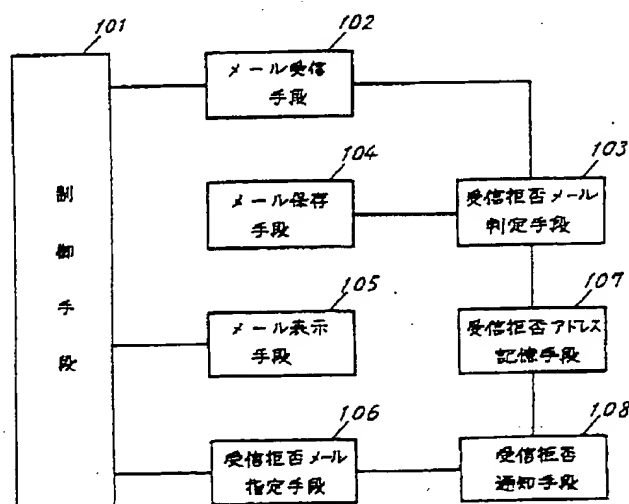 101
制
御
手
段
102
メール受信
手段
103
受信拒否メール
判定手段
104
メール保存
手段
105
メール表示
手段
107
受信拒否アドレス
記憶手段
106
受信拒否メール
指定手段
108
受信拒否
通知手段